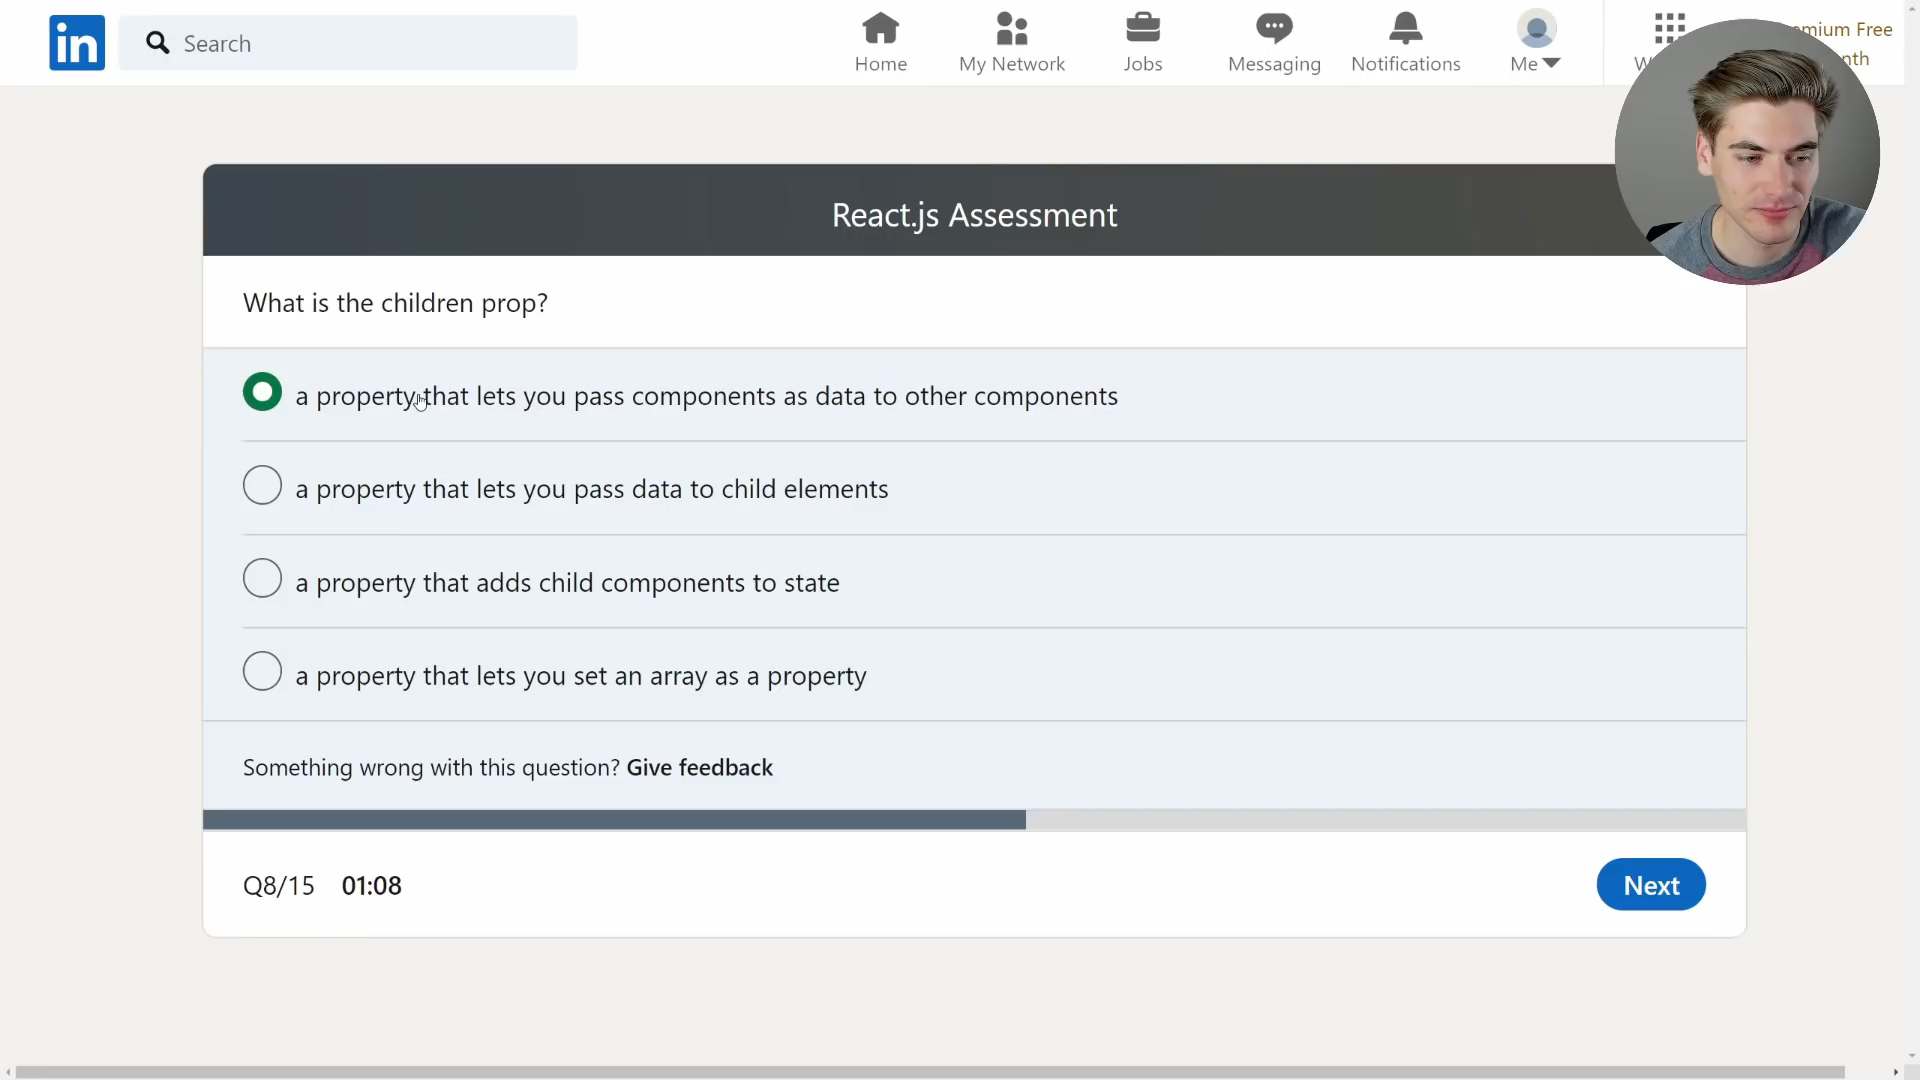 in
Search
Home
My Network
Jobs
Messaging
Notifications
Me
Free
React.js Assessment
What is the children prop?
a property that lets you pass components as data to other components
a property that lets you pass data to child elements
a property that adds child components to state
a property that lets you set an array as a property
Something wrong with this question? Give feedback
Q8/15 01:08
Next